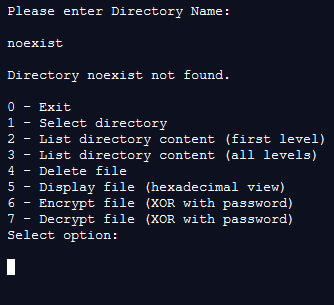 Please enter Directory Name:
noexist
Directory noexist not found.
0 - Exit
1 - Select directory
2 - List directory content (first level)
3 - List directory content (all levels)
4 - Delete file
5 - Display file (hexadecimal view)
6 - Encrypt file (XOR with password)
7 - Decrypt file (XOR with password)
Select option: